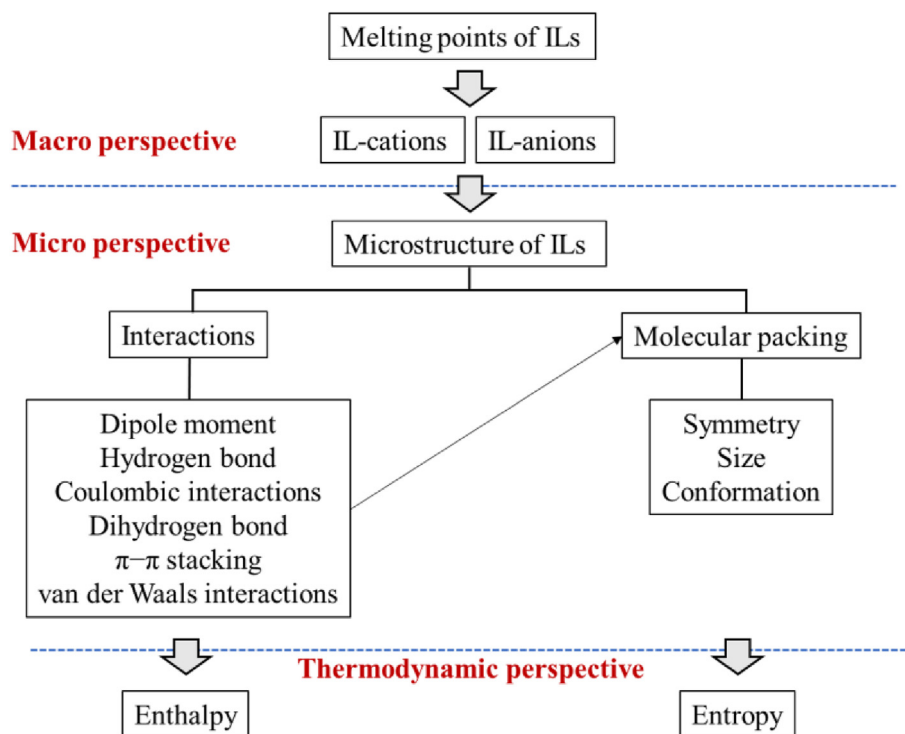 Melting points of ILs
Macro perspective
IL-cations
IL-anions
Micro perspective
Microstructure of ILs
Interactions
Molecular packing
Dipole moment
Hydrogen bond
Coulombic interactions
Dihydrogen bond
π−π stacking
van der Waals interactions
Symmetry
Size
Conformation
Thermodynamic perspective
Enthalpy
Entropy